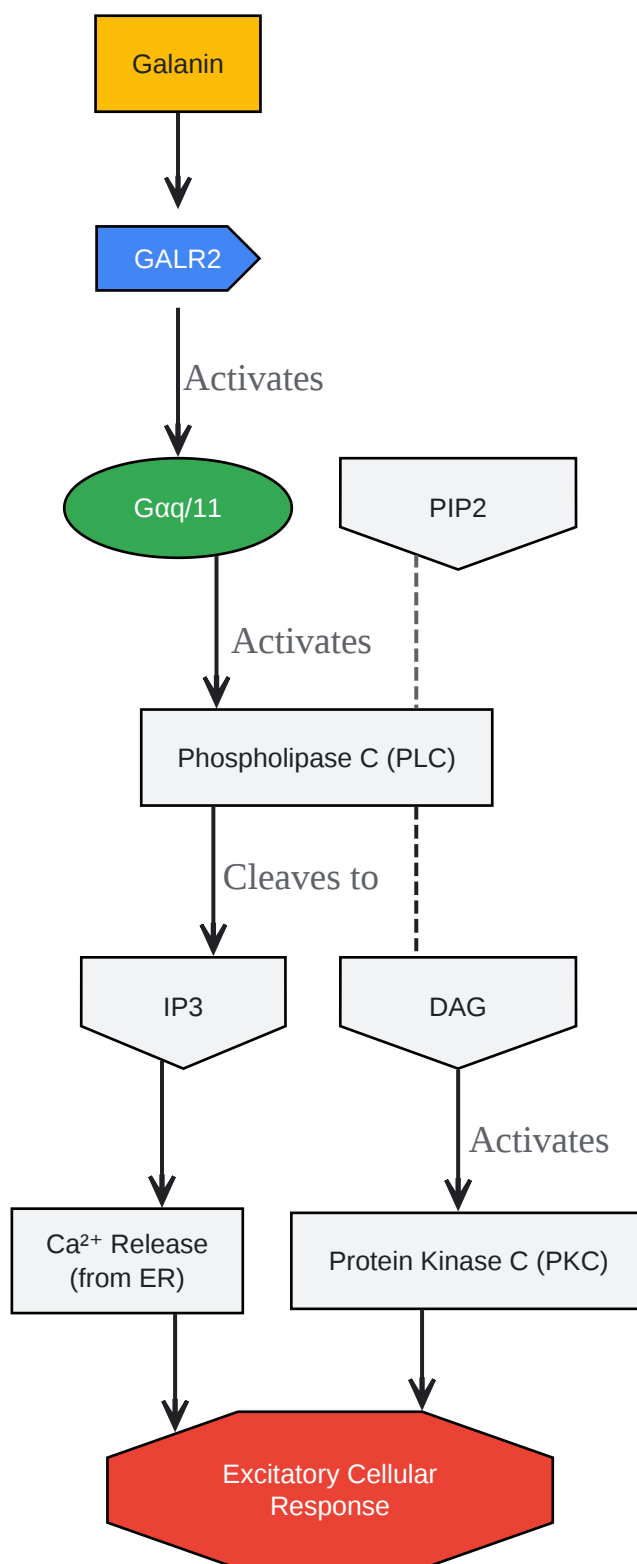 Galanin
GALR2
Activates
Gαq/11
PIP2
Activates
Phospholipase C (PLC)
Cleaves to
IP3
DAG
Activates
Ca²⁺ Release
(from ER)
Protein Kinase C (PKC)
Excitatory Cellular
Response